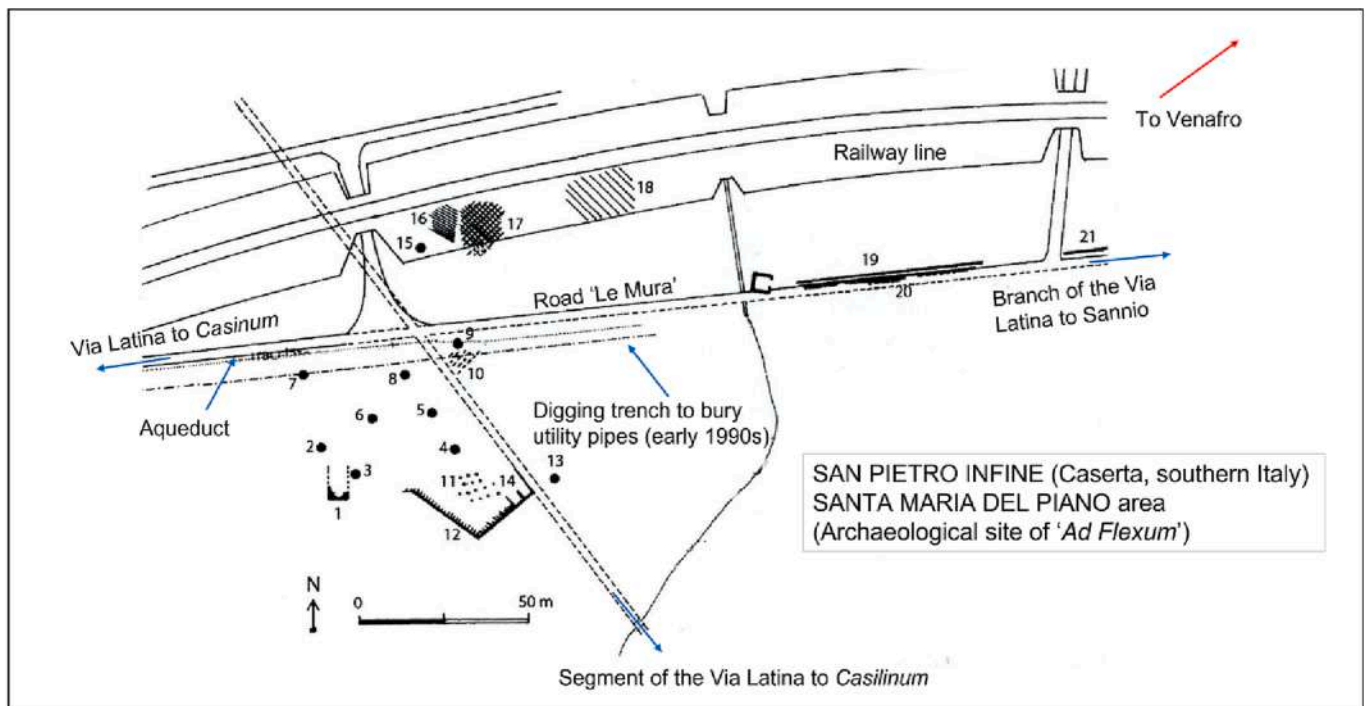 To Venafro
Railway line
18
16
17
15
21
19
Road 'Le Mura'
20
Branch of the Via
Latina to Sannio
Via Latina to Casinum
9
10
7
8
Aqueduct
6
5
Digging trench to bury
utility pipes (early 1990s)
2
4
3
13
11
14
1
12
SAN PIETRO INFINE (Caserta, southern Italy)
SANTA MARIA DEL PIANO area
(Archaeological site of 'Ad Flexum')
N
0
50 m
Segment of the Via Latina to Casilinum